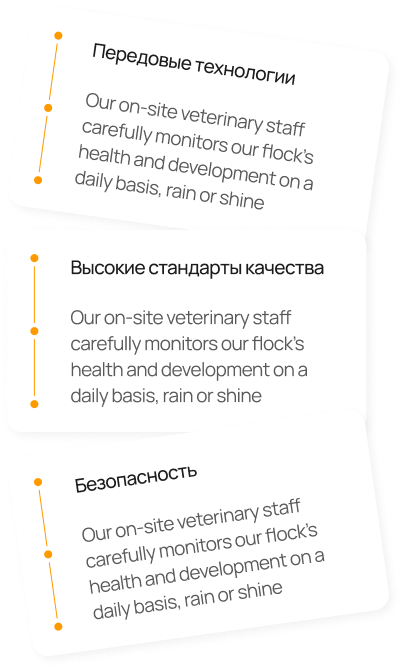 Передовые технологии
Our on-site veterinary staff
carefully monitors our flock's
health and development on a
daily basis, rain or shine
Высокие стандарты качества
Our on-site veterinary staff
carefully monitors our flock's
health and development on a
daily basis, rain or shine
Безопасность
Our on-site veterinary staff
carefully monitors our flock's
health and development on a
daily basis, rain or shine